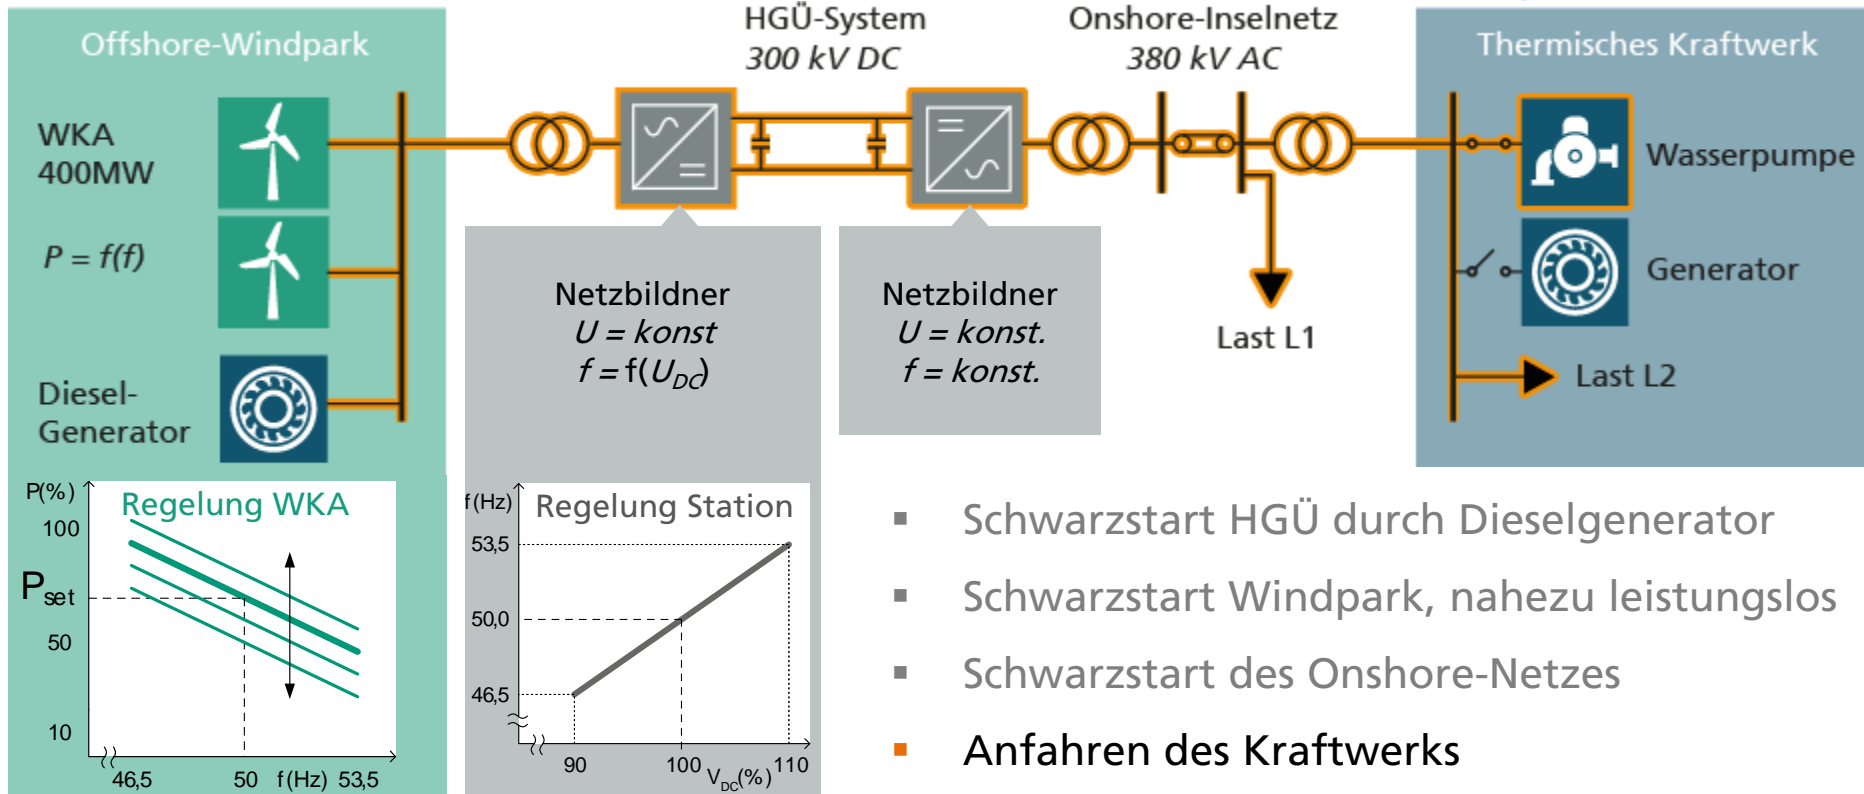 Offshore-Windpark
HGÜ-System
300 kV DC
Onshore-Inselnetz
380 kV AC
Thermisches Kraftwerk
WKA
400MW
P = f(f)
Diesel-
Generator
Netzbildner
U = konst
f = f(U_DC)
Netzbildner
U = konst.
f = konst.
Last L1
Wasserpumpe
Generator
Last L2
Regelung WKA
P(%)
100
Pset
50
10
46,5
50
f(Hz)
53,5
Regelung Station
f(Hz)
53,5
50,0
46,5
90
100
V_DC(%)
110
▪ Schwarzstart HGÜ durch Dieselgenerator
▪ Schwarzstart Windpark, nahezu leistungslos
▪ Schwarzstart des Onshore-Netzes
▪ Anfahren des Kraftwerks